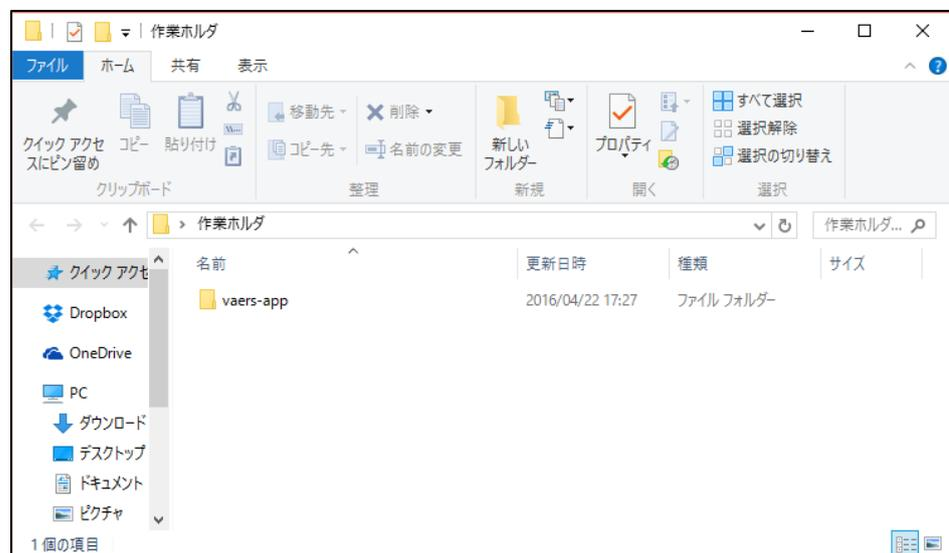 作業ホルダ
ファイル ホーム 共有 表示
クイック アクセスにピン留め
コピー
貼り付け
移動先
コピー先
削除
名前の変更
新しいフォルダー
プロパティ
すべて選択
選択解除
選択の切り替え
クリップボード 整理 新規 開く 選択
作業ホルダ
作業ホルダ...
名前 更新日時 種類 サイズ
vaers-app 2016/04/22 17:27 ファイル フォルダー
クイック アクセ
Dropbox
OneDrive
PC
ダウンロード
デスクトップ
ドキュメント
ピクチャ
1 個の項目